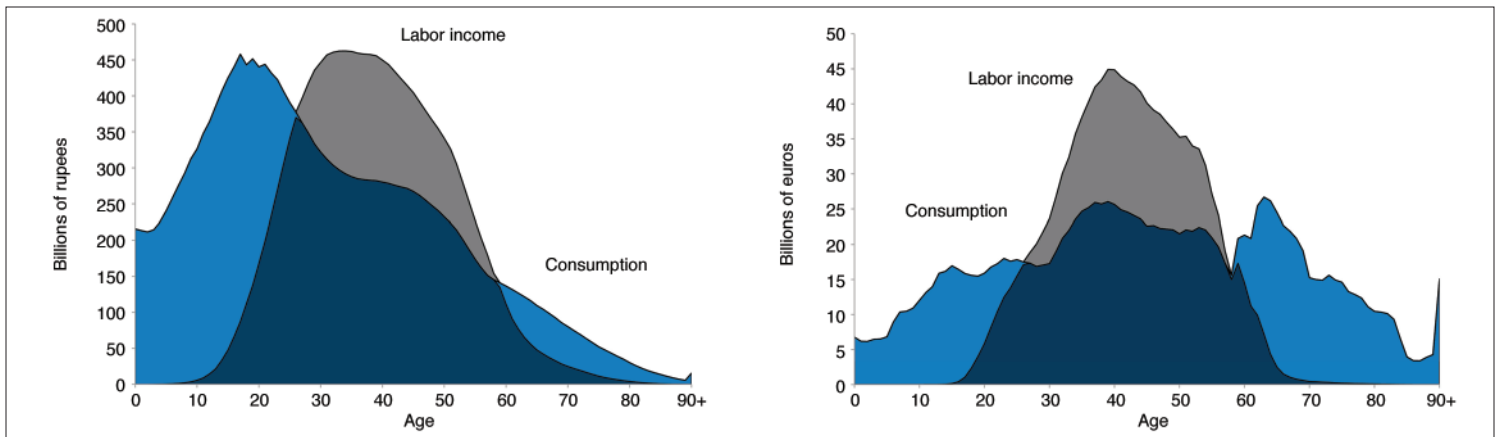 Billions of rupees
500
450
400
350
300
250
200
150
100
50
0
Labor income
Consumption
0 10 20 30 40 50 60 70 80 90+
Age
Billions of euros
50
45
40
35
30
25
20
15
10
5
0
Labor income
Consumption
0 10 20 30 40 50 60 70 80 90+
Age